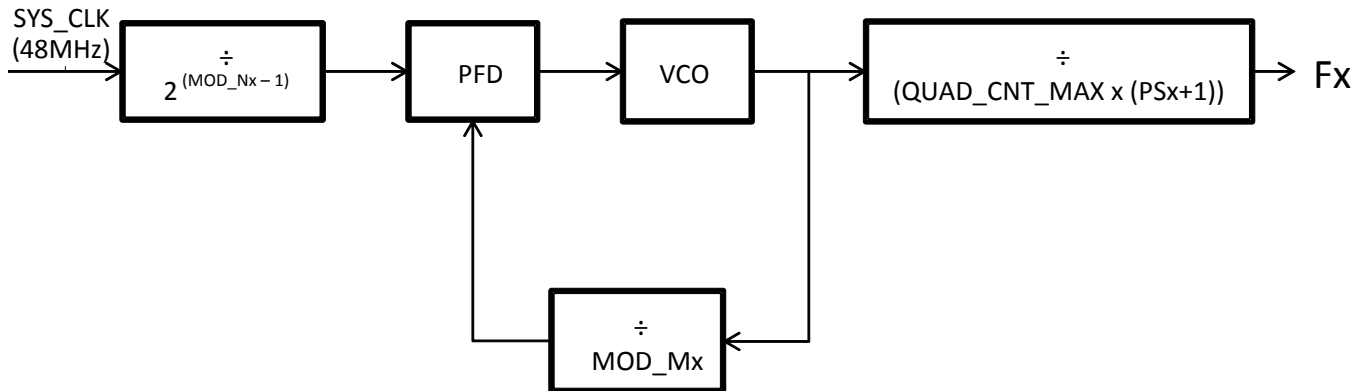 SYS_CLK
(48MHz)
÷
2^(MOD_Nx – 1)
PFD
VCO
÷
(QUAD_CNT_MAX x (PSx+1))
Fx
÷
MOD_Mx